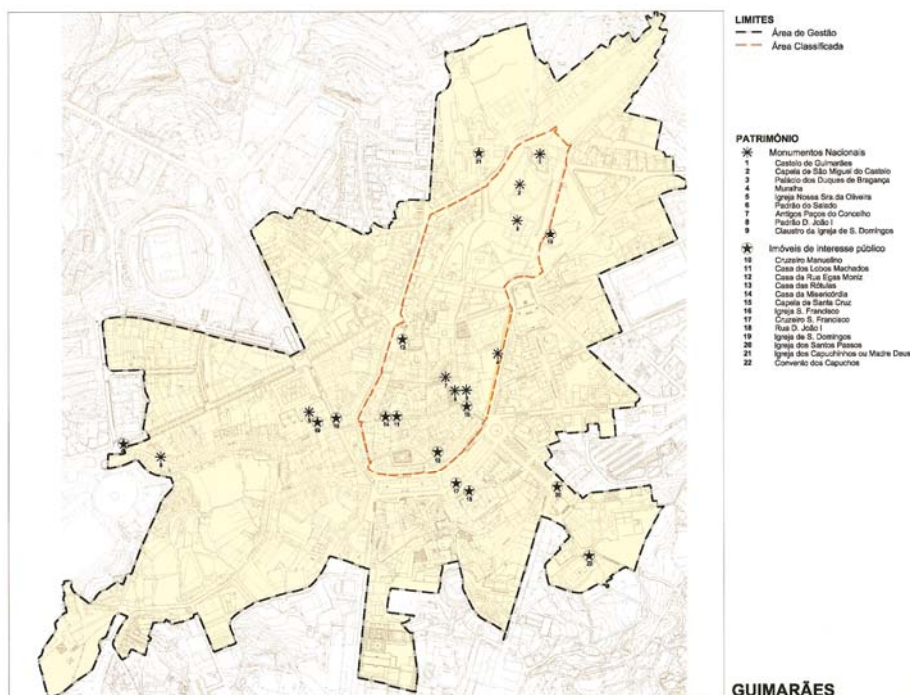 LIMITES
Área de Gestão
Área Classificada
PATRIMÓNIO
Monumentos Nacionais
1 Castelo de Guimarães
2 Capela de São Miguel do Castelo
3 Palácio dos Duques de Bragança
4 Muralha
5 Igreja Nossa Sra.da Oliveira
6 Padrão do Salado
7 Antigos Paços do Concelho
8 Padrão D. João I
9 Claustro da Igreja de S. Domingos
Imóveis de interesse público
10 Cruzeiro Manuelino
11 Casa dos Lobos Machados
12 Casa da Rua Egas Moniz
13 Casa das Rótulas
14 Casa da Misericórdia
15 Capela de Santa Cruz
16 Igreja S. Francisco
17 Cruzeiro S. Francisco
18 Rua D. João I
19 Igreja de S. Domingos
20 Igreja dos Santos Passos
21 Igreja dos Capuchinhos ou Madre Deus
22 Convento dos Capuchos
GUIMARÃES